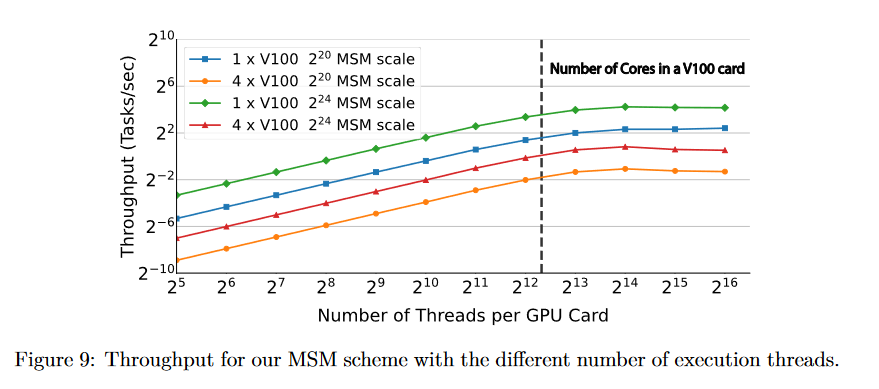 2^10
2^6
2^2
2^−2
2^−6
2^−10
Throughput (Tasks/sec)
1 x V100 2^20 MSM scale
4 x V100 2^20 MSM scale
1 x V100 2^24 MSM scale
4 x V100 2^24 MSM scale
Number of Cores in a V100 card
2^5 2^6 2^7 2^8 2^9 2^10 2^11 2^12 2^13 2^14 2^15 2^16
Number of Threads per GPU Card
Figure 9: Throughput for our MSM scheme with the different number of execution threads.